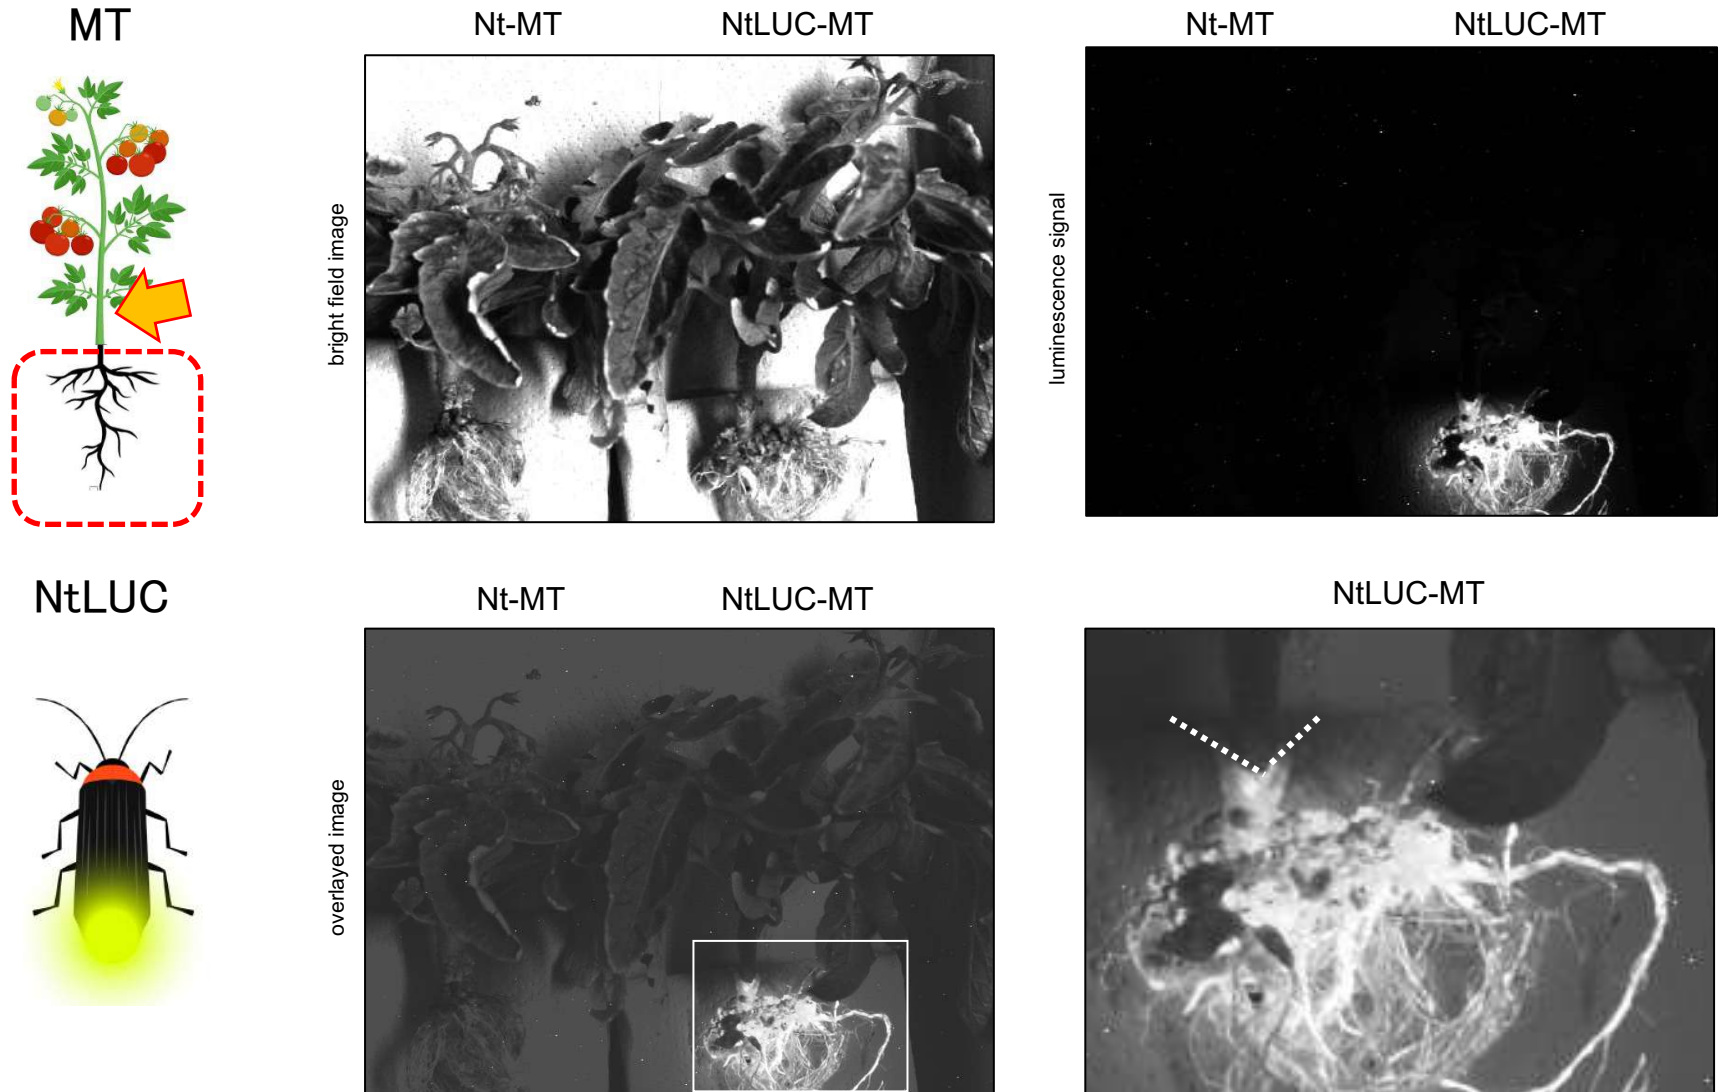 MT
Nt-MT
NtLUC-MT
bright field image
Nt-MT
NtLUC-MT
luminescence signal
NtLUC
Nt-MT
NtLUC-MT
overlayed image
NtLUC-MT